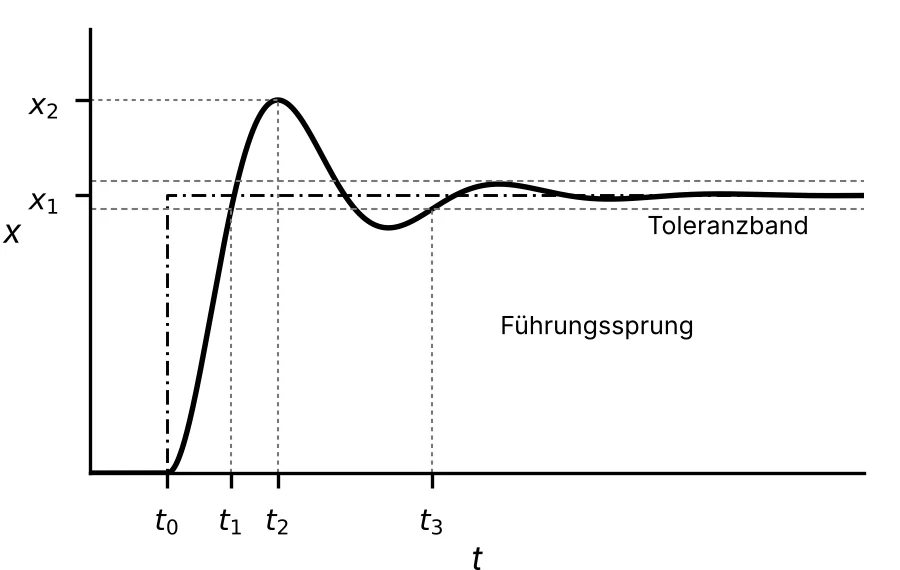 x₂
x₁
x
Toleranzband
Führungssprung
t₀ t₁ t₂ t₃
t